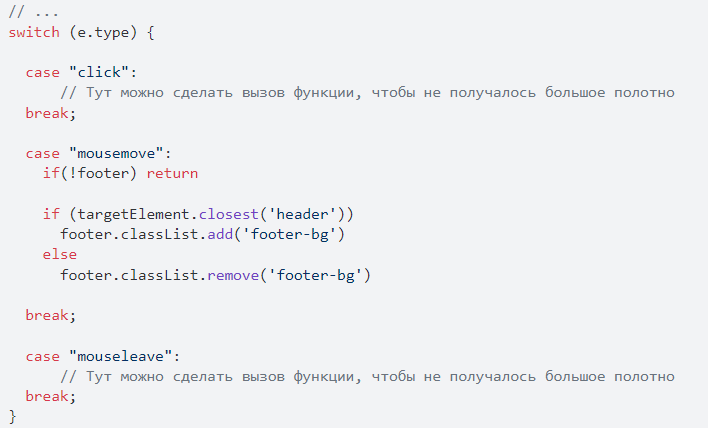 // ...
switch (e.type) {
case "click":
// Тут можно сделать вызов функции, чтобы не получалось большое полотно
break;
case "mousemove":
if(!footer) return
if (targetElement.closest('header'))
footer.classList.add('footer-bg')
else
footer.classList.remove('footer-bg')
break;
case "mouseleave":
// Тут можно сделать вызов функции, чтобы не получалось большое полотно
break;
}